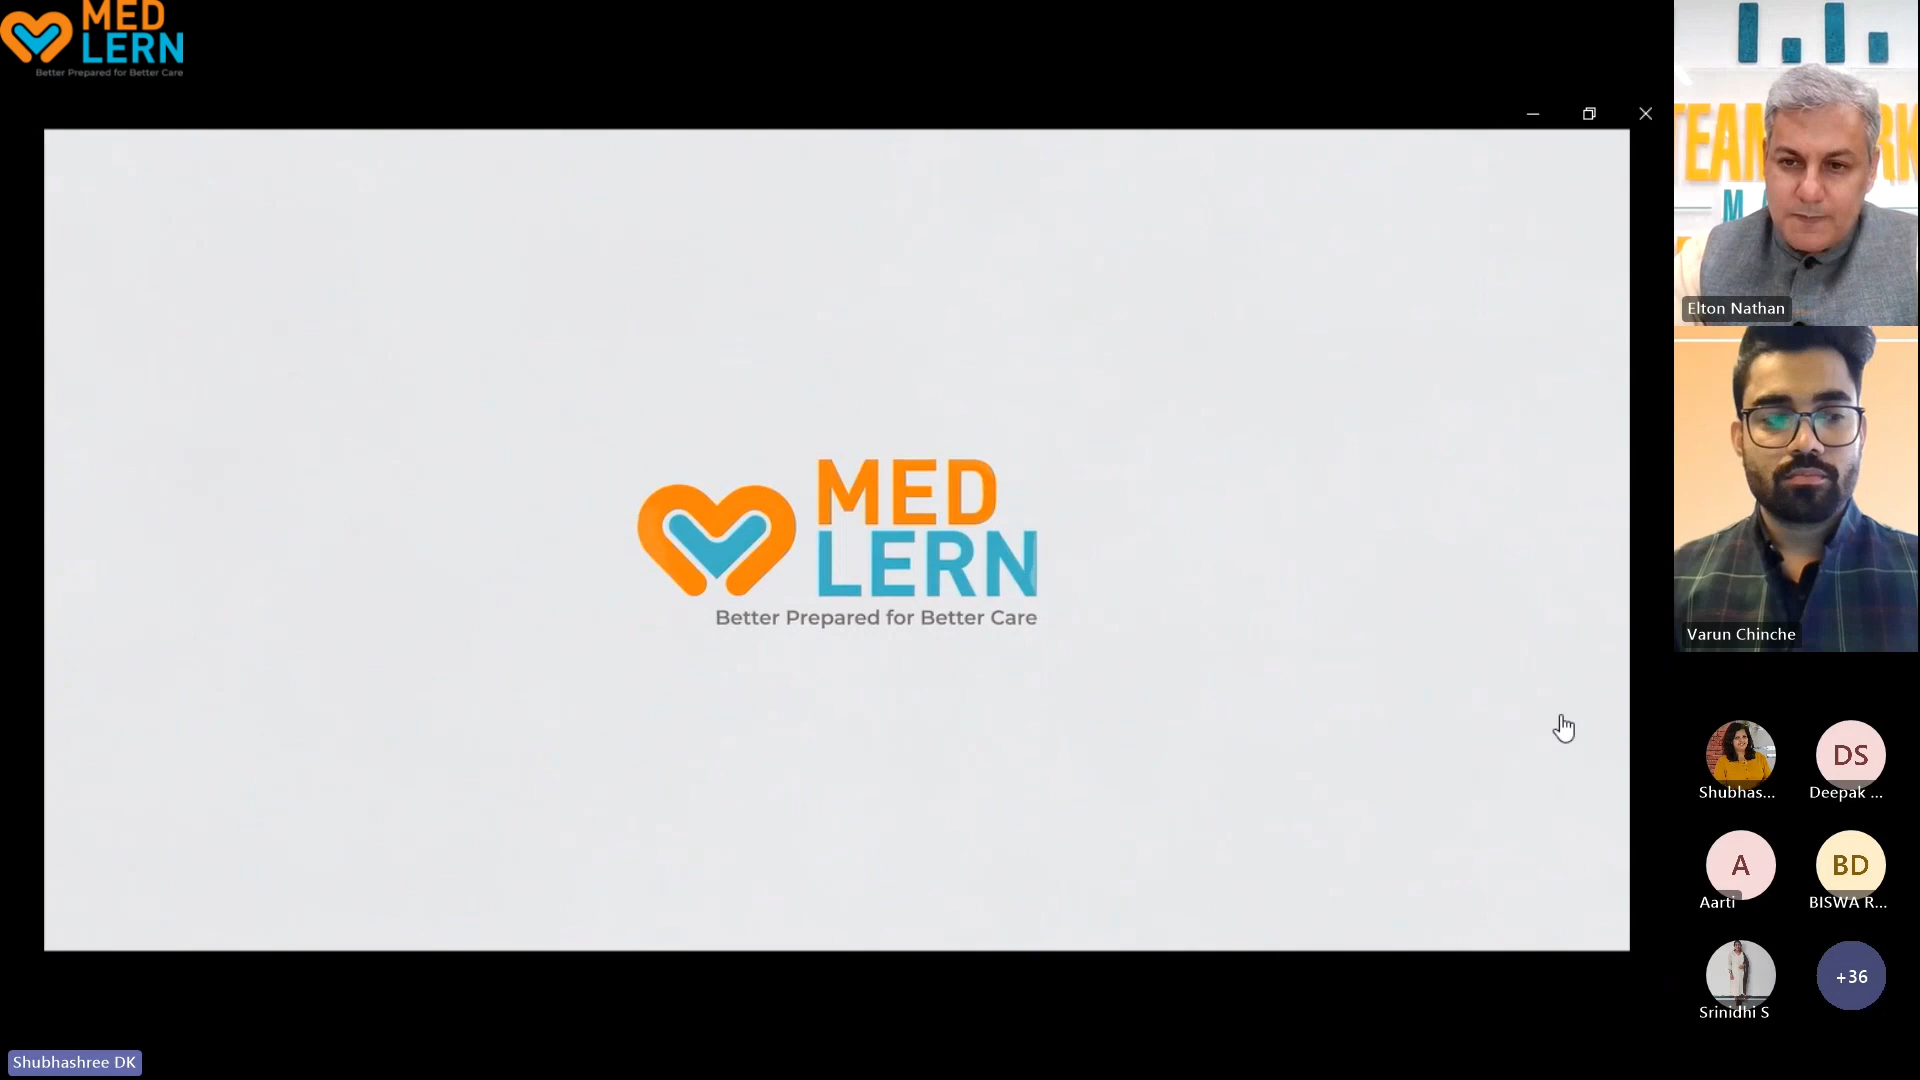 MED
LERN
Better Prepared for Better Care
MED
LERN
Better Prepared for Better Care
Elton Nathan
Varun Chinche
Shubhas...
DS
Deepak ...
A
Aarti
BD
BISWA R...
Srinidhi S
+36
Shubhashree DK